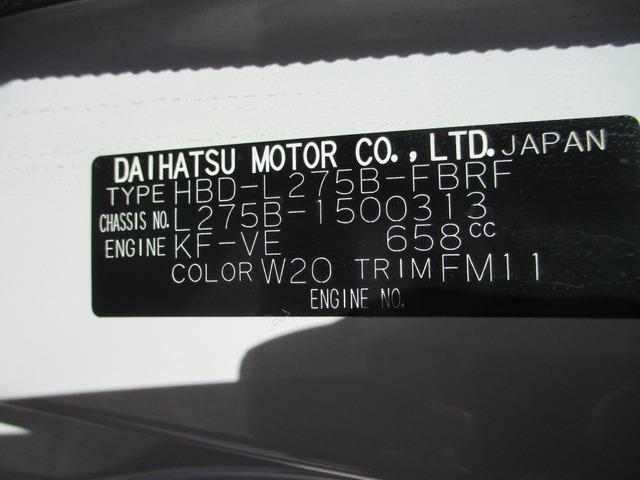 DAIHATSU MOTOR CO., LTD. JAPAN
TYPE HBD-L275B-FBRF
CHASSIS NO. L275B-1500313
ENGINE KF-VE 658cc
COLOR W20 TRIM FM11
ENGINE NO.